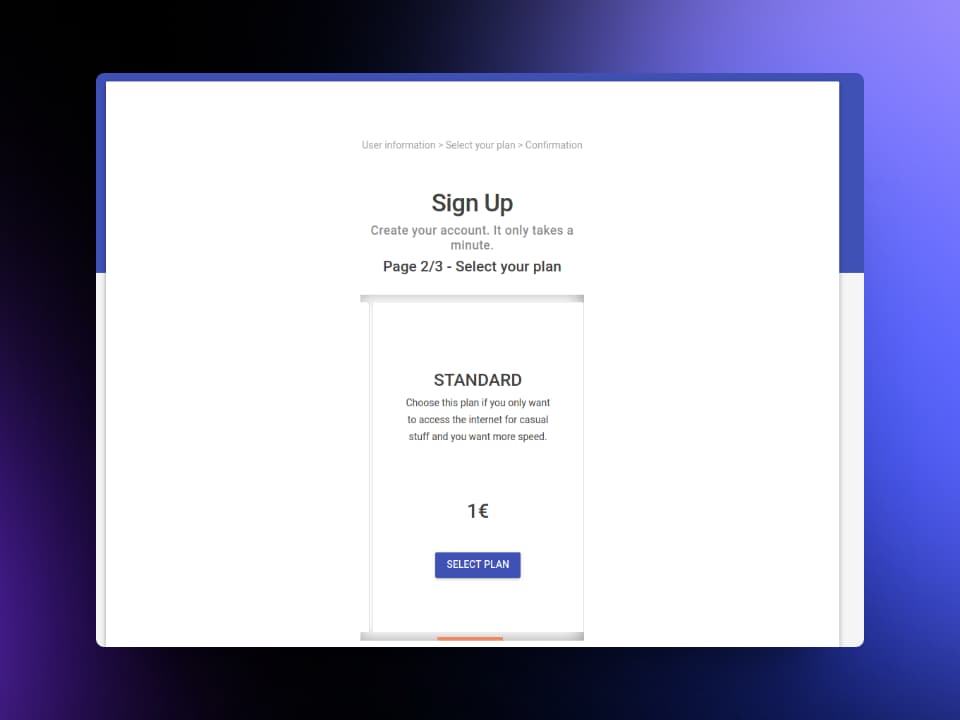 User information > Select your plan > Confirmation
Sign Up
Create your account. It only takes a
minute.
Page 2/3 - Select your plan
STANDARD
Choose this plan if you only want
to access the internet for casual
stuff and you want more speed.
1€
SELECT PLAN